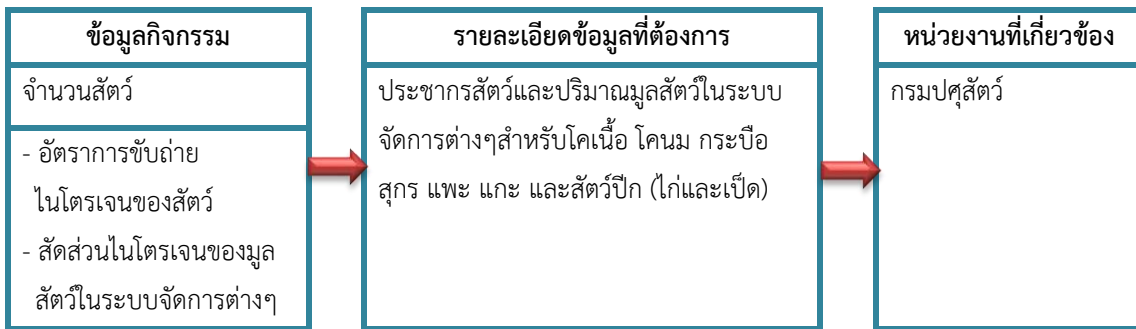 ข้อมูลกิจกรรม
จำนวนสัตว์
- อัตราการขับถ่าย
ไนโตรเจนของสัตว์
- สัดส่วนไนโตรเจนของมูล
สัตว์ในระบบจัดการต่างๆ
รายละเอียดข้อมูลที่ต้องการ
ประชากรสัตว์และปริมาณมูลสัตว์ในระบบ
จัดการต่างๆสำหรับโคเนื้อ โคนม กระบือ
สุกร แพะ แกะ และสัตว์ปีก (ไก่และเป็ด)
หน่วยงานที่เกี่ยวข้อง
กรมปศุสัตว์